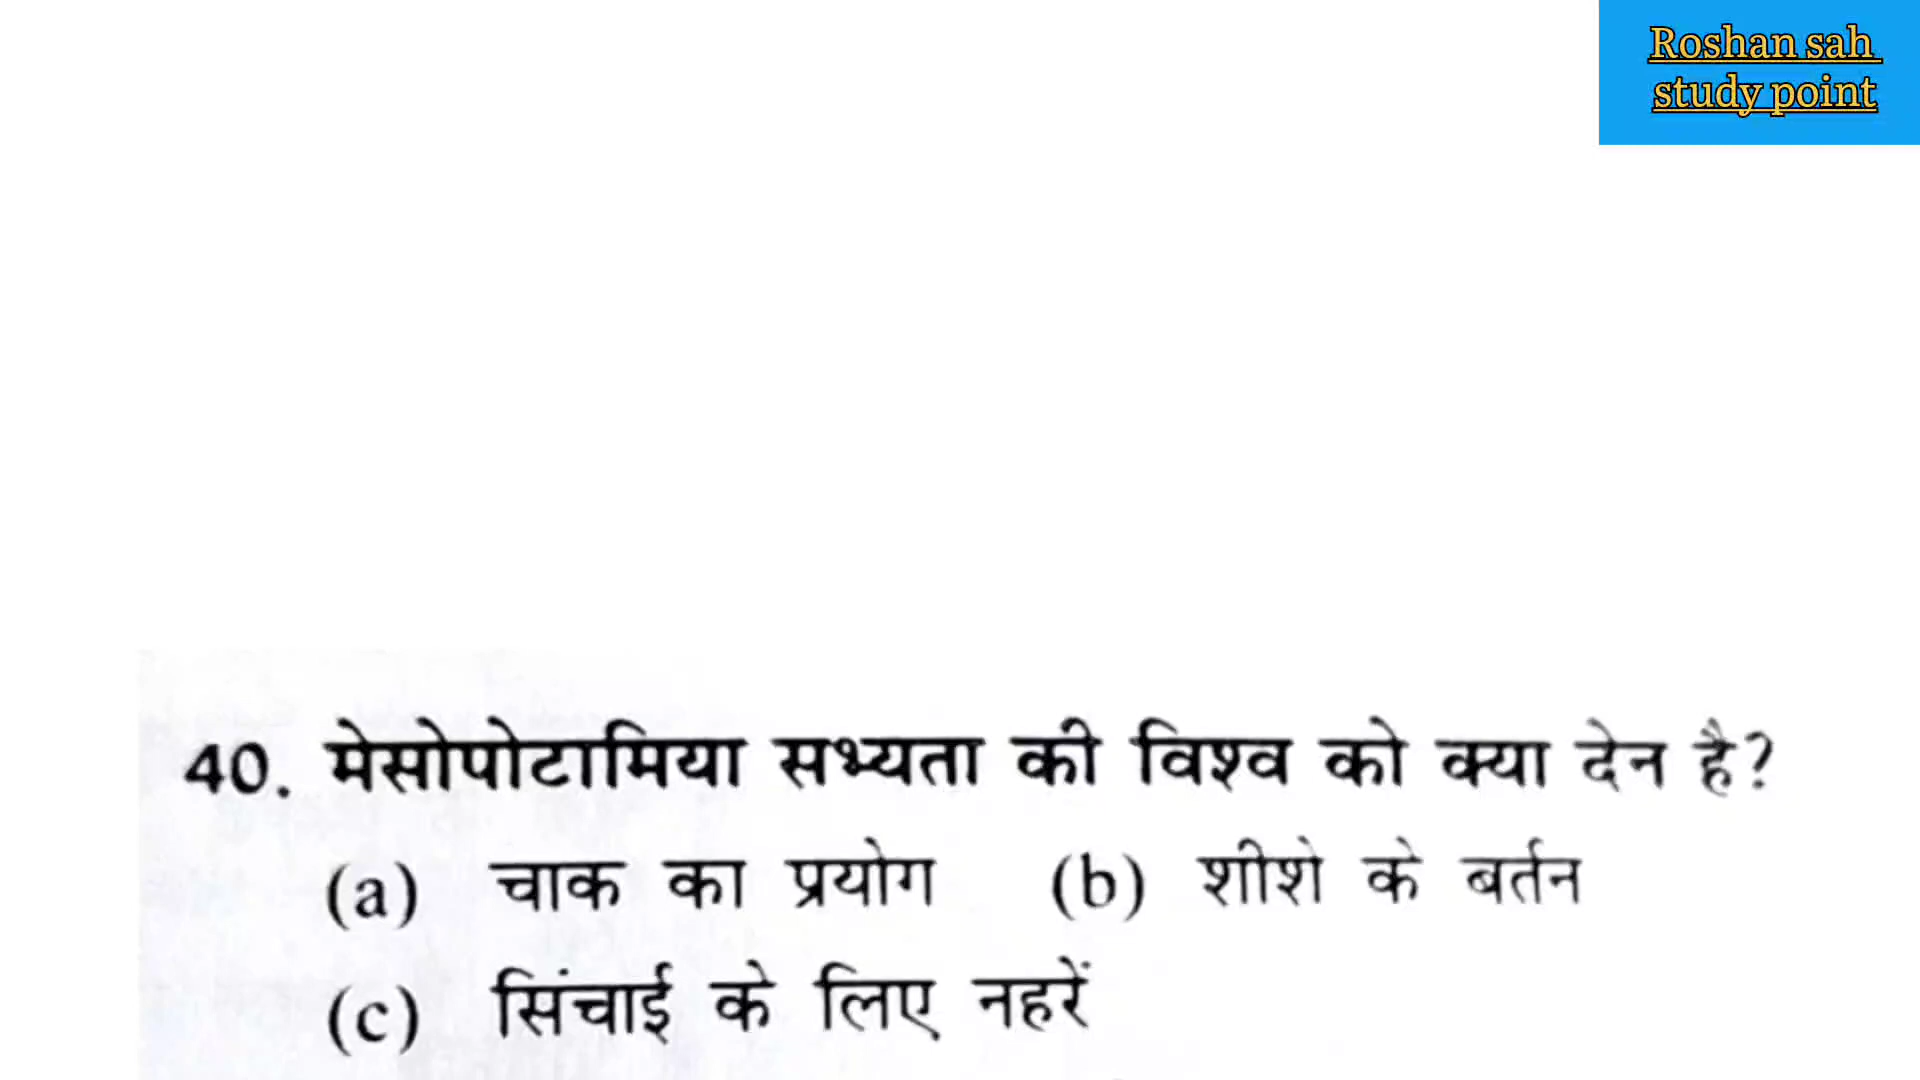 Roshan sah
study point
40. मेसोपोटामिया सभ्यता की विश्व को क्या देन है?
(a) चाक का प्रयोग (b) शीशे के बर्तन
(c) सिंचाई के लिए नहरें